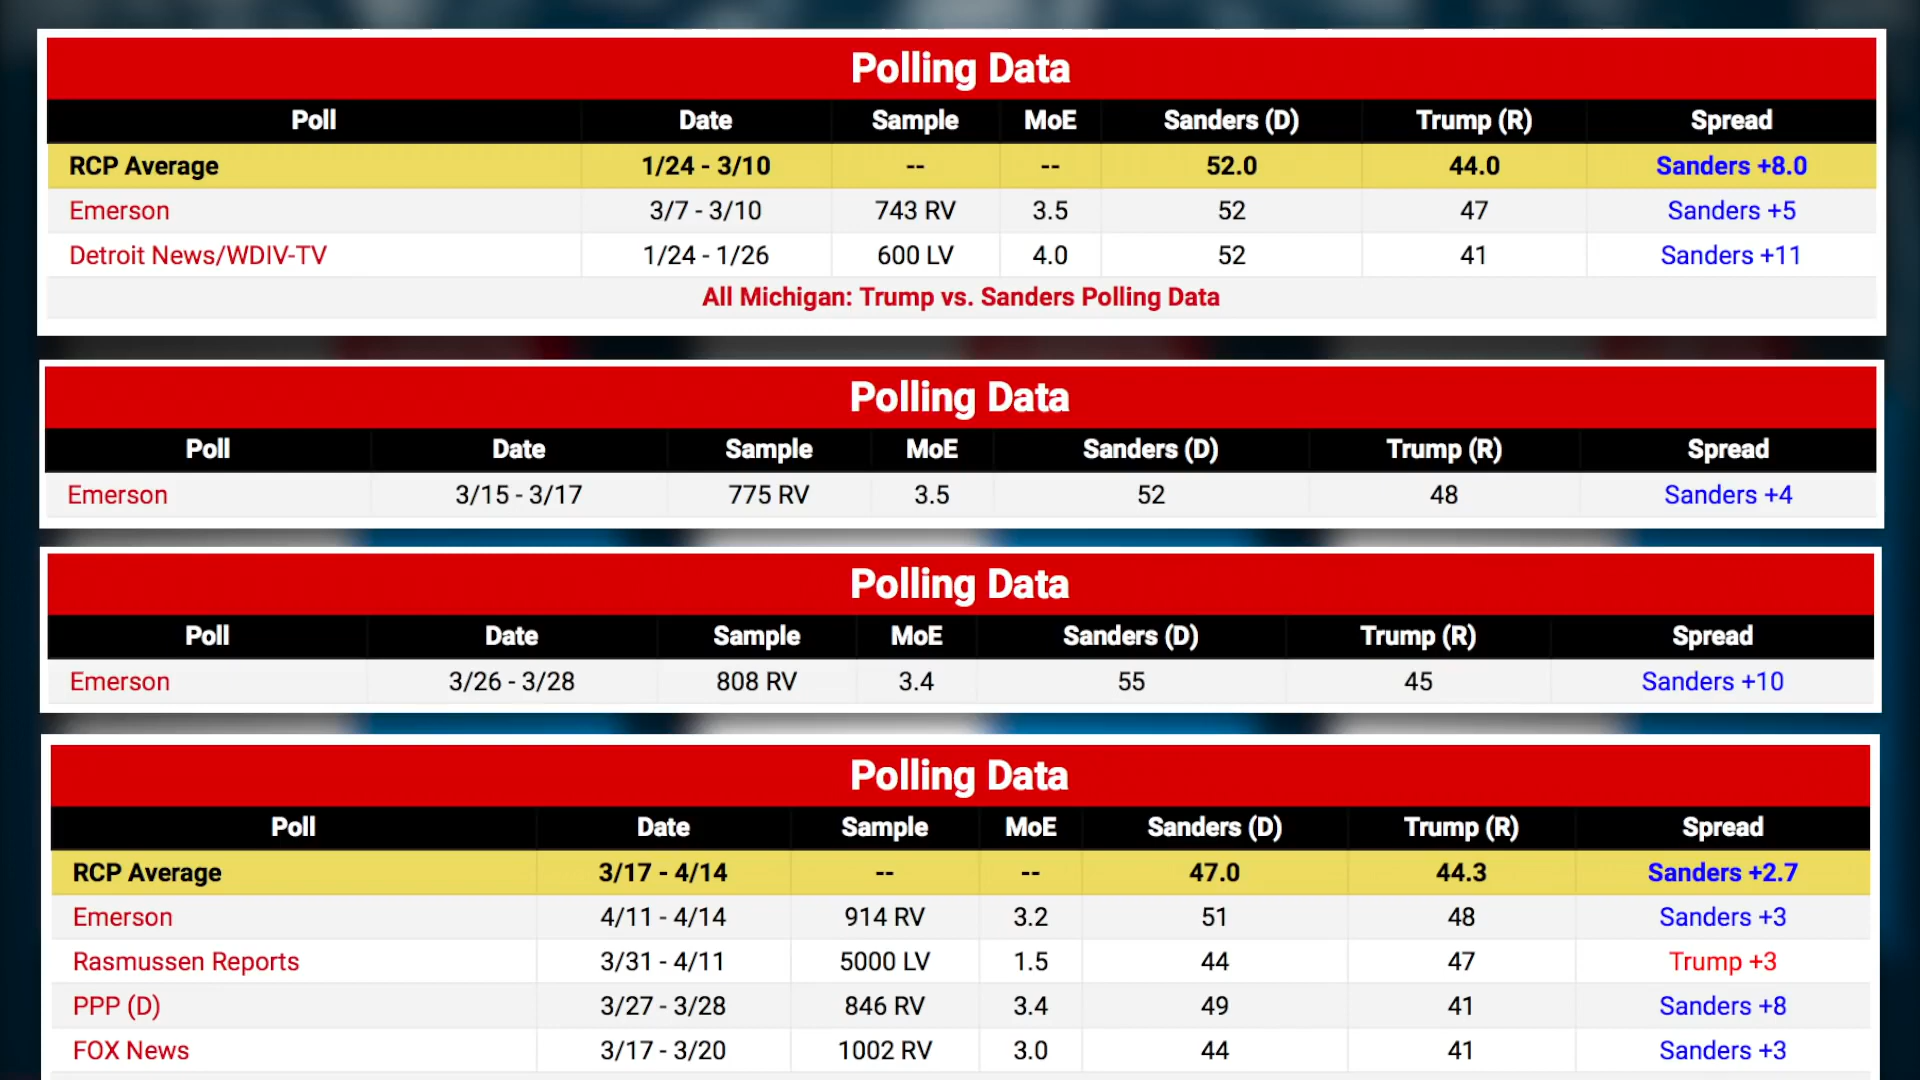 Polling Data
Poll Date Sample MoE Sanders (D) Trump (R) Spread
RCP Average 1/24 - 3/10 -- -- 52.0 44.0 Sanders +8.0
Emerson 3/7 - 3/10 743 RV 3.5 52 47 Sanders +5
Detroit News/WDIV-TV 1/24 - 1/26 600 LV 4.0 52 41 Sanders +11
All Michigan: Trump vs. Sanders Polling Data
Polling Data
Poll Date Sample MoE Sanders (D) Trump (R) Spread
Emerson 3/15 - 3/17 775 RV 3.5 52 48 Sanders +4
Polling Data
Poll Date Sample MoE Sanders (D) Trump (R) Spread
Emerson 3/26 - 3/28 808 RV 3.4 55 45 Sanders +10
Polling Data
Poll Date Sample MoE Sanders (D) Trump (R) Spread
RCP Average 3/17 - 4/14 -- -- 47.0 44.3 Sanders +2.7
Emerson 4/11 - 4/14 914 RV 3.2 51 48 Sanders +3
Rasmussen Reports 3/31 - 4/11 5000 LV 1.5 44 47 Trump +3
PPP (D) 3/27 - 3/28 846 RV 3.4 49 41 Sanders +8
FOX News 3/17 - 3/20 1002 RV 3.0 44 41 Sanders +3